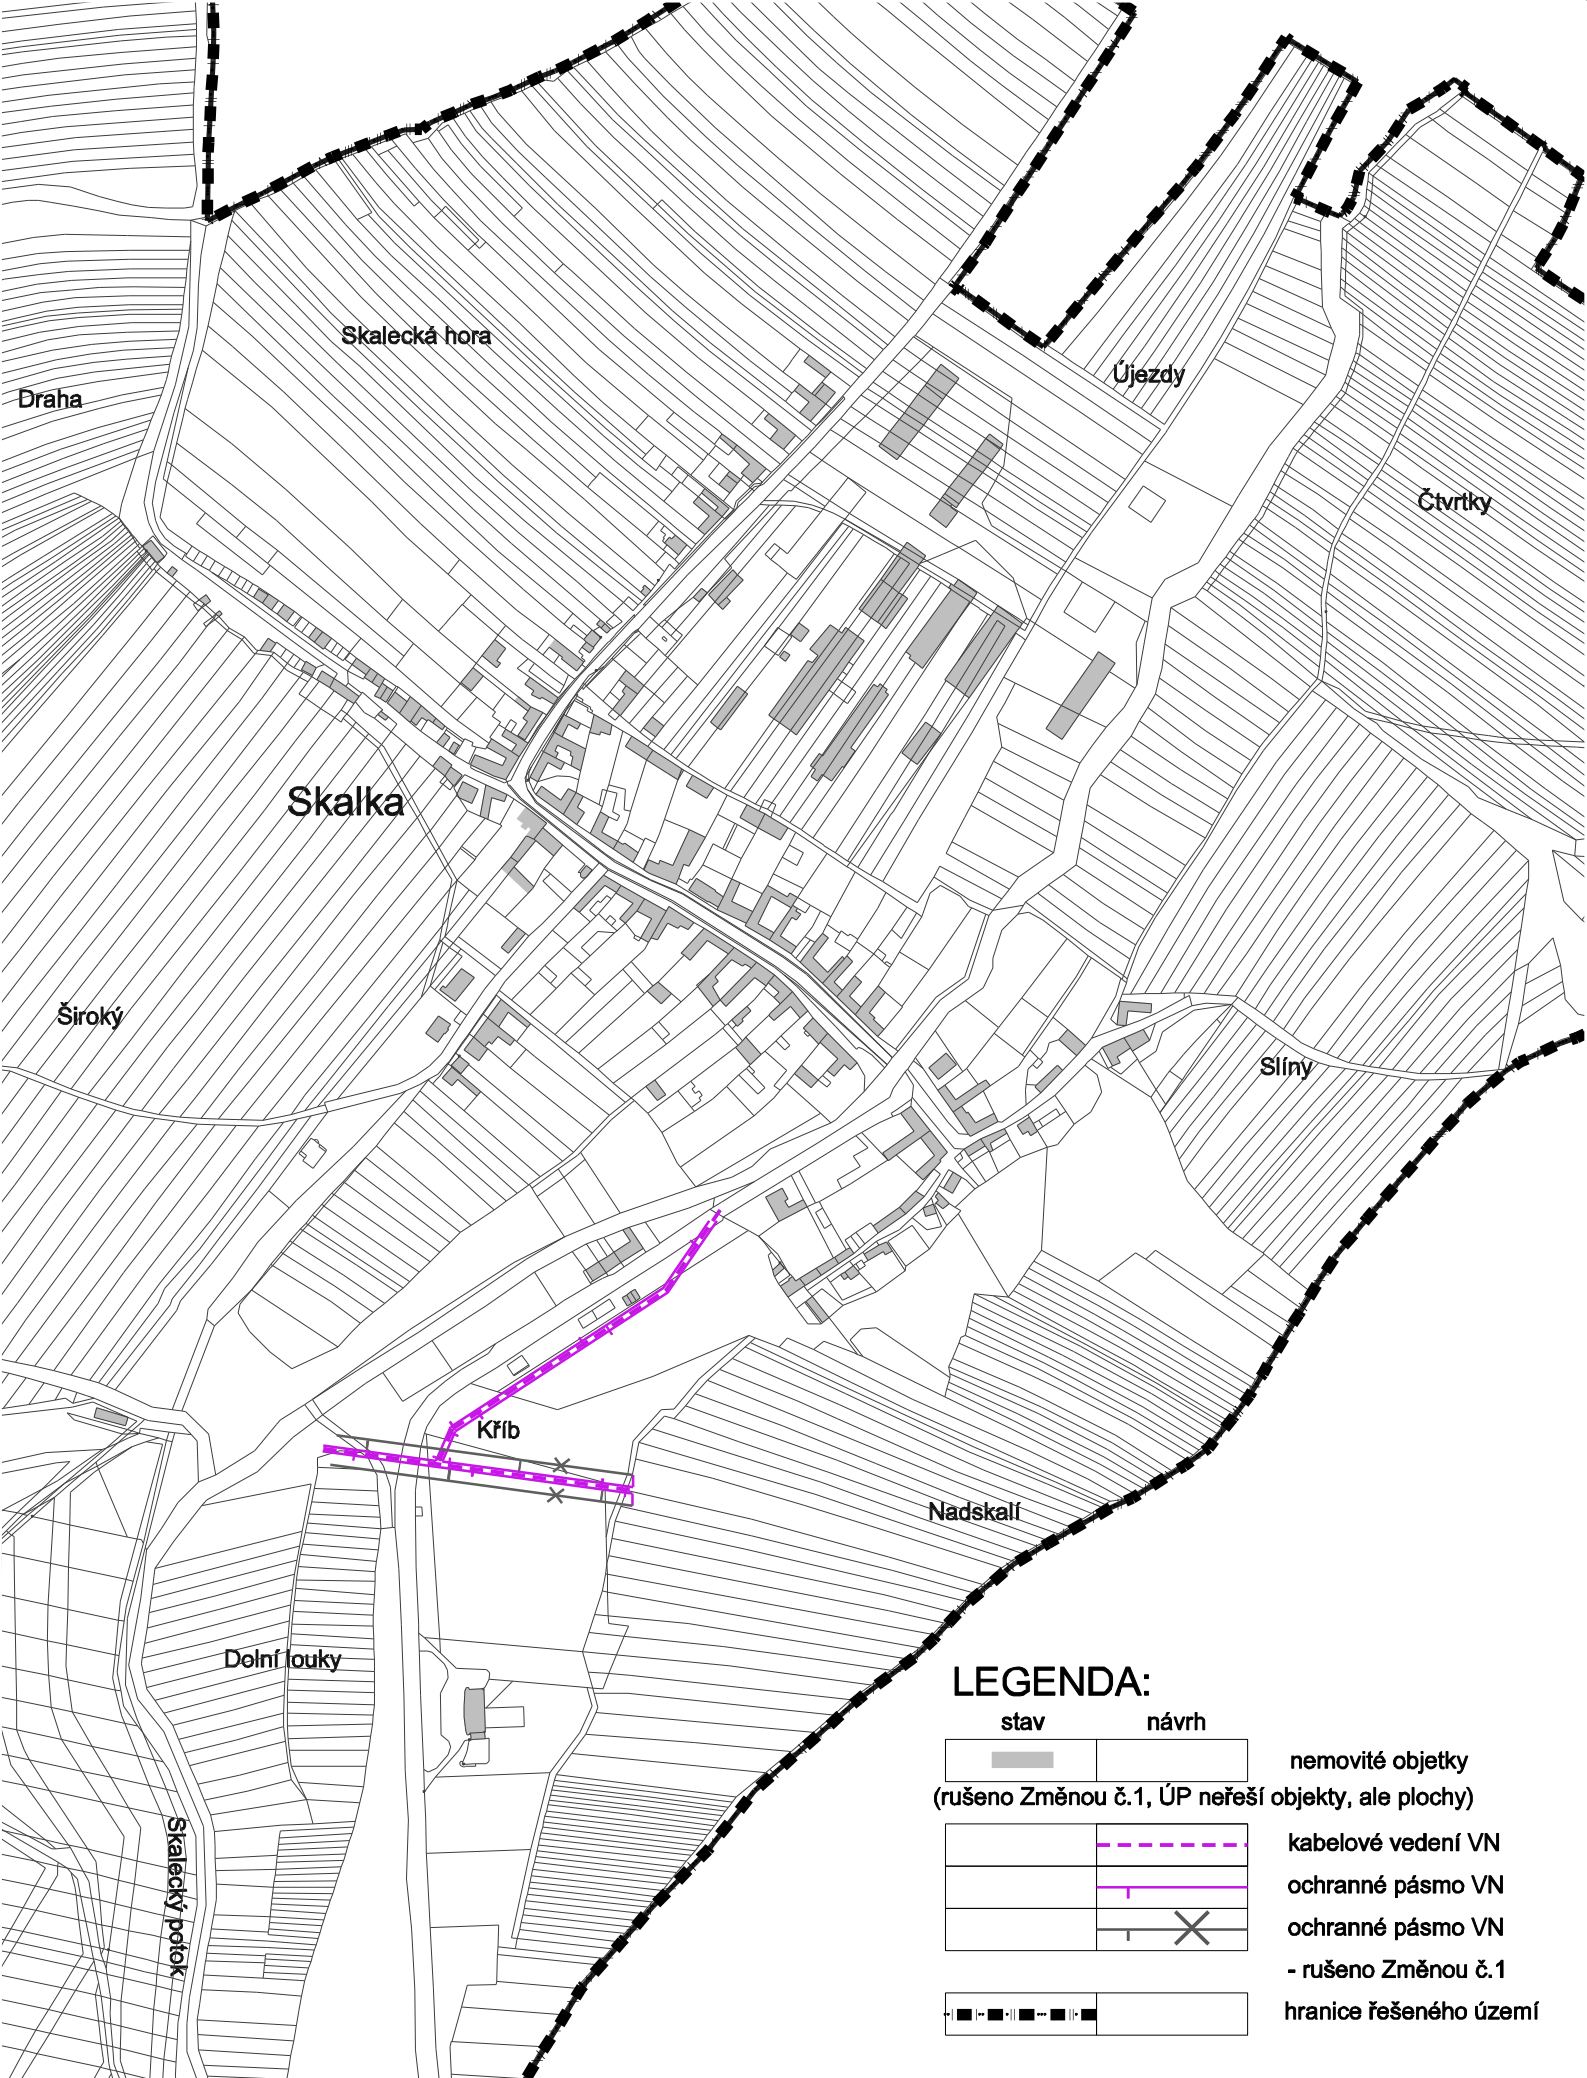 Skalecká hora
Újezdy
Draha
Čtvrtky
Skalka
Široký
Slíny
Kříb
Nadskalí
Dolní louky
Skalecký potok
LEGENDA:
stav návrh
nemovité objetky
(rušeno Změnou č.1, ÚP neřeší objekty, ale plochy)
kabelové vedení VN
ochranné pásmo VN
ochranné pásmo VN
- rušeno Změnou č.1
hranice řešeného území